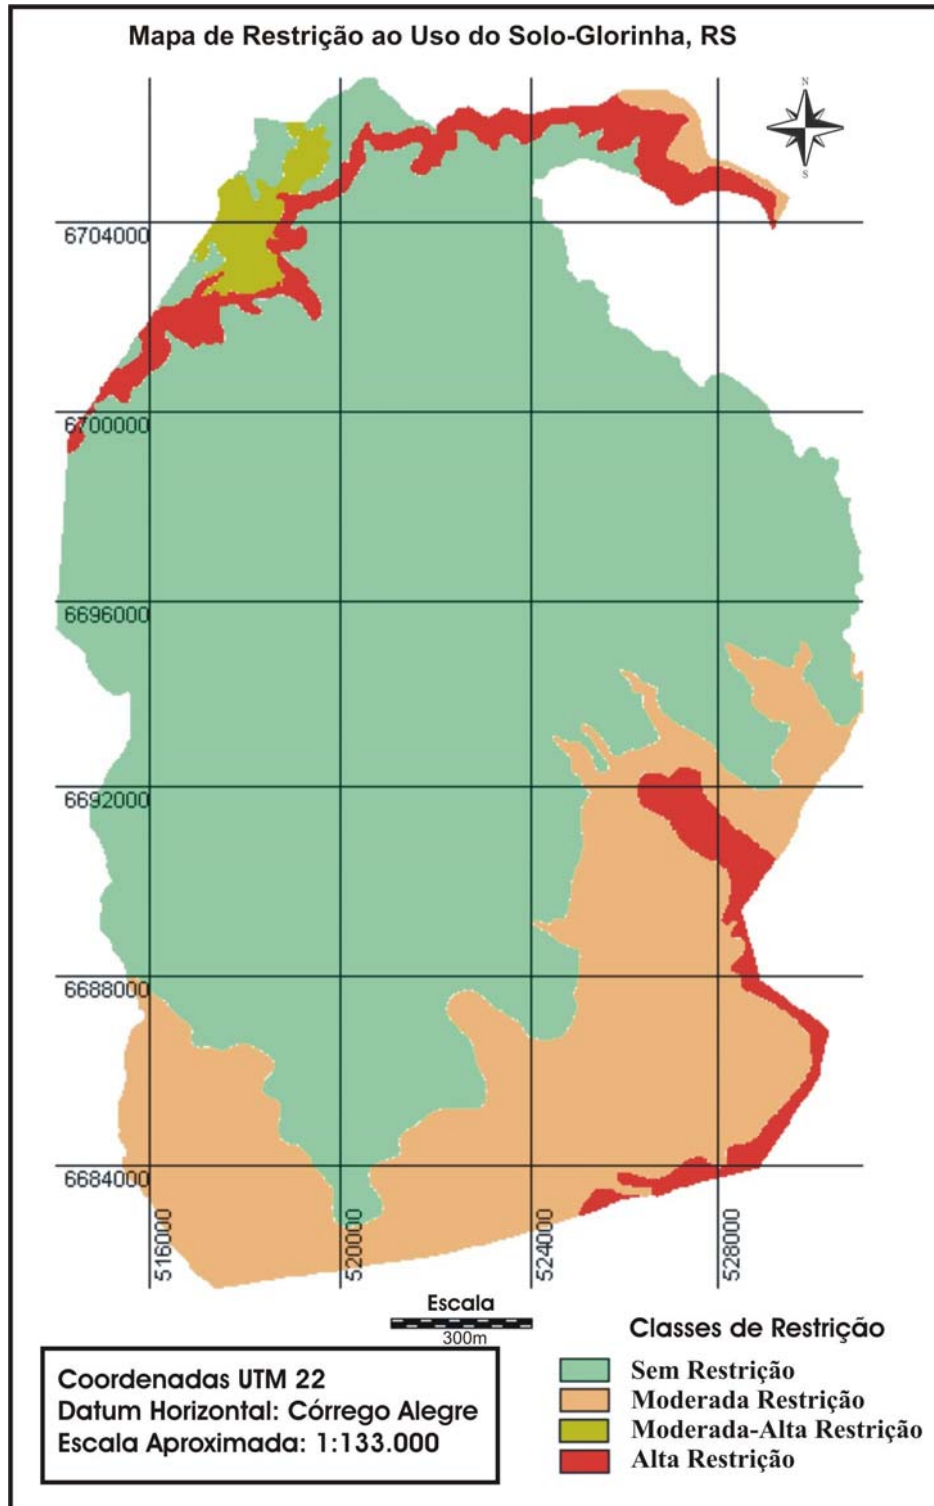 Mapa de Restrição ao Uso do Solo-Glorinha, RS
N
S
6704000
6700000
6696000
6692000
6688000
6684000
516000
520000
524000
528000
Escala
300m
Classes de Restrição
Sem Restrição
Moderada Restrição
Moderada-Alta Restrição
Alta Restrição
Coordenadas UTM 22
Datum Horizontal: Córrego Alegre
Escala Aproximada: 1:133.000